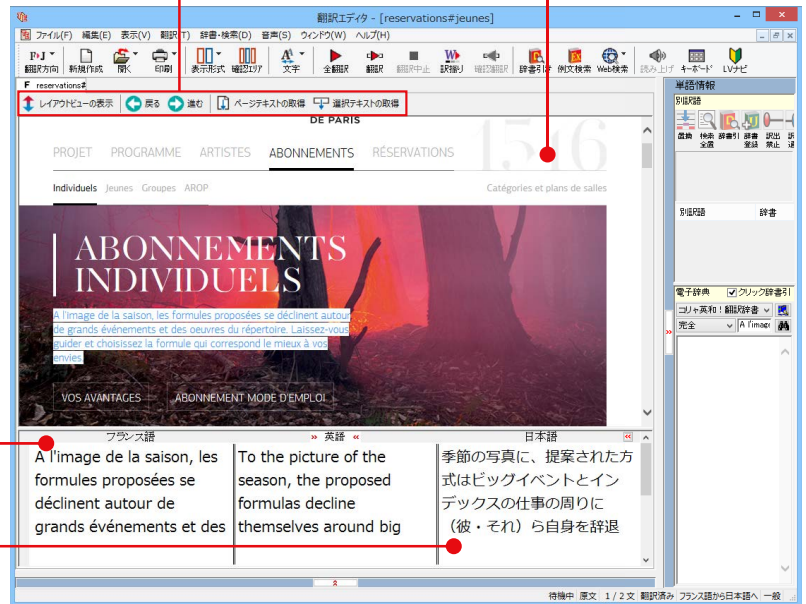 翻訳エディタ - [reservations#jeunes]
ファイル(F) 編集(E) 表示(V) 翻訳(T) 辞書・検索(D) 音声(S) ウィンドウ(W) ヘルプ(H)
F›J
翻訳方向 新規作成 開く 印刷 表示形式 確認エリア 文字 全翻訳 翻訳 翻訳中止 訳振り 確認翻訳 辞書引き 例文検索 Web検索 読み上げ キーボード LVナビ
F reservations#
レイアウトビューの表示 戻る 進む ページテキストの取得 選択テキストの取得
DE PARIS
1516
PROJET PROGRAMME ARTISTES ABONNEMENTS RÉSERVATIONS
Individuels Jeunes Groupes AROP Catégories et plans de salles
ABONNEMENTS
INDIVIDUELS
A l'image de la saison, les formules proposées se déclinent autour
de grands événements et des oeuvres du répertoire. Laissez-vous
guider et choisissez la formule qui correspond le mieux à vos
envies.
VOS AVANTAGES ABONNEMENT MODE D'EMPLOI
フランス語
A l'image de la saison, les
formules proposées se
déclinent autour de
grands événements et des
» 英語 «
To the picture of the
season, the proposed
formulas decline
themselves around big
日本語
季節の写真に、提案された方
式はビッグイベントとイン
デックスの仕事の周りに
（彼・それ）ら自身を辞退
単語情報
別訳語
置換 検索全置 辞書引 辞書登録 訳出禁止
別訳語 辞書
電子辞典 クリック辞書引
コリャ英和！翻訳辞書
完全 A l'imag
待機中 原文 1 / 2 文 翻訳済み フランス語から日本語へ 一般